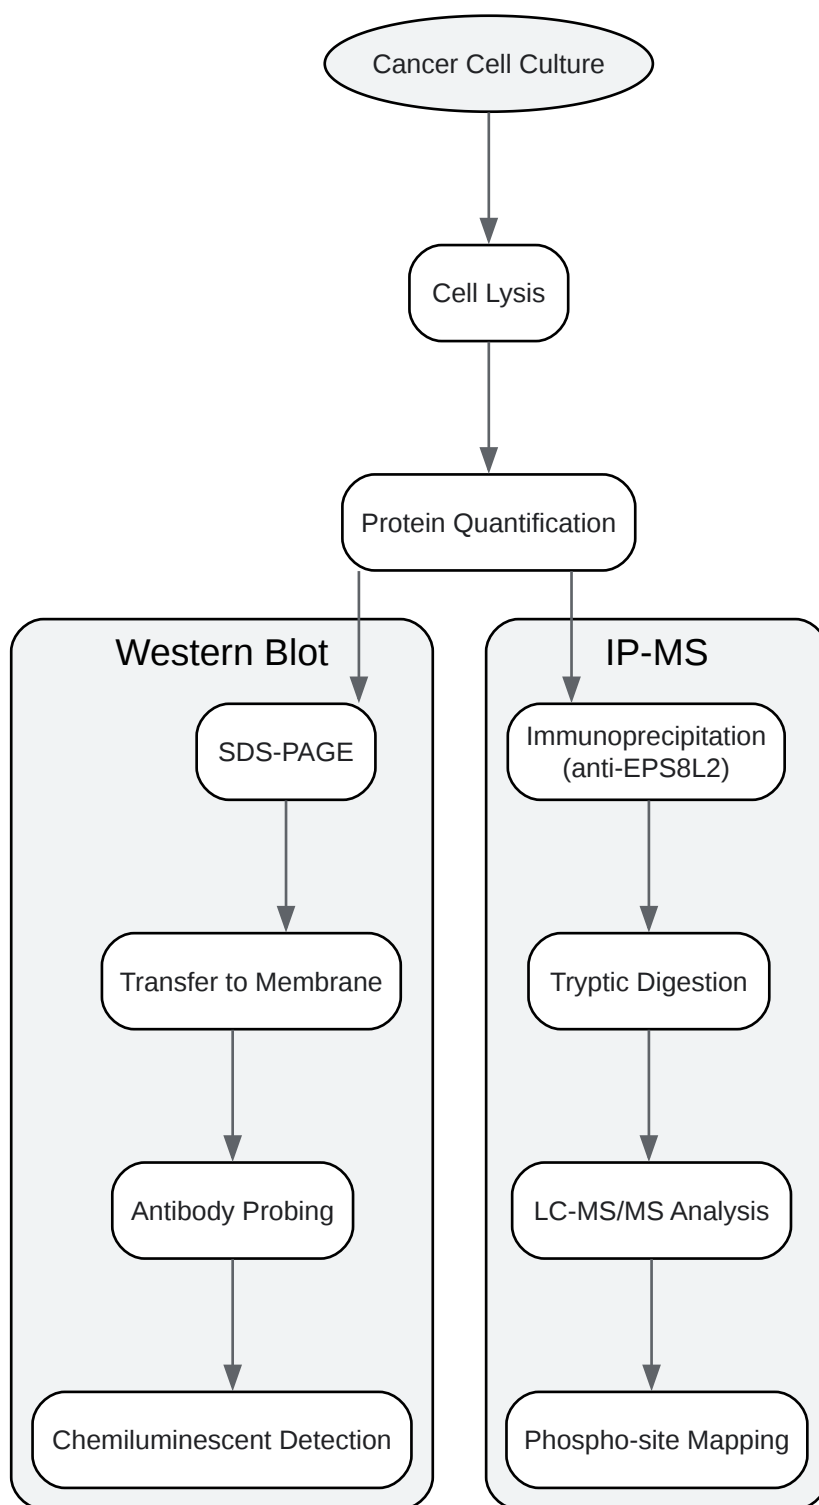 Cancer Cell Culture
Cell Lysis
Protein Quantification
Western Blot
SDS-PAGE
Transfer to Membrane
Antibody Probing
Chemiluminescent Detection
IP-MS
Immunoprecipitation
(anti-EPS8L2)
Tryptic Digestion
LC-MS/MS Analysis
Phospho-site Mapping